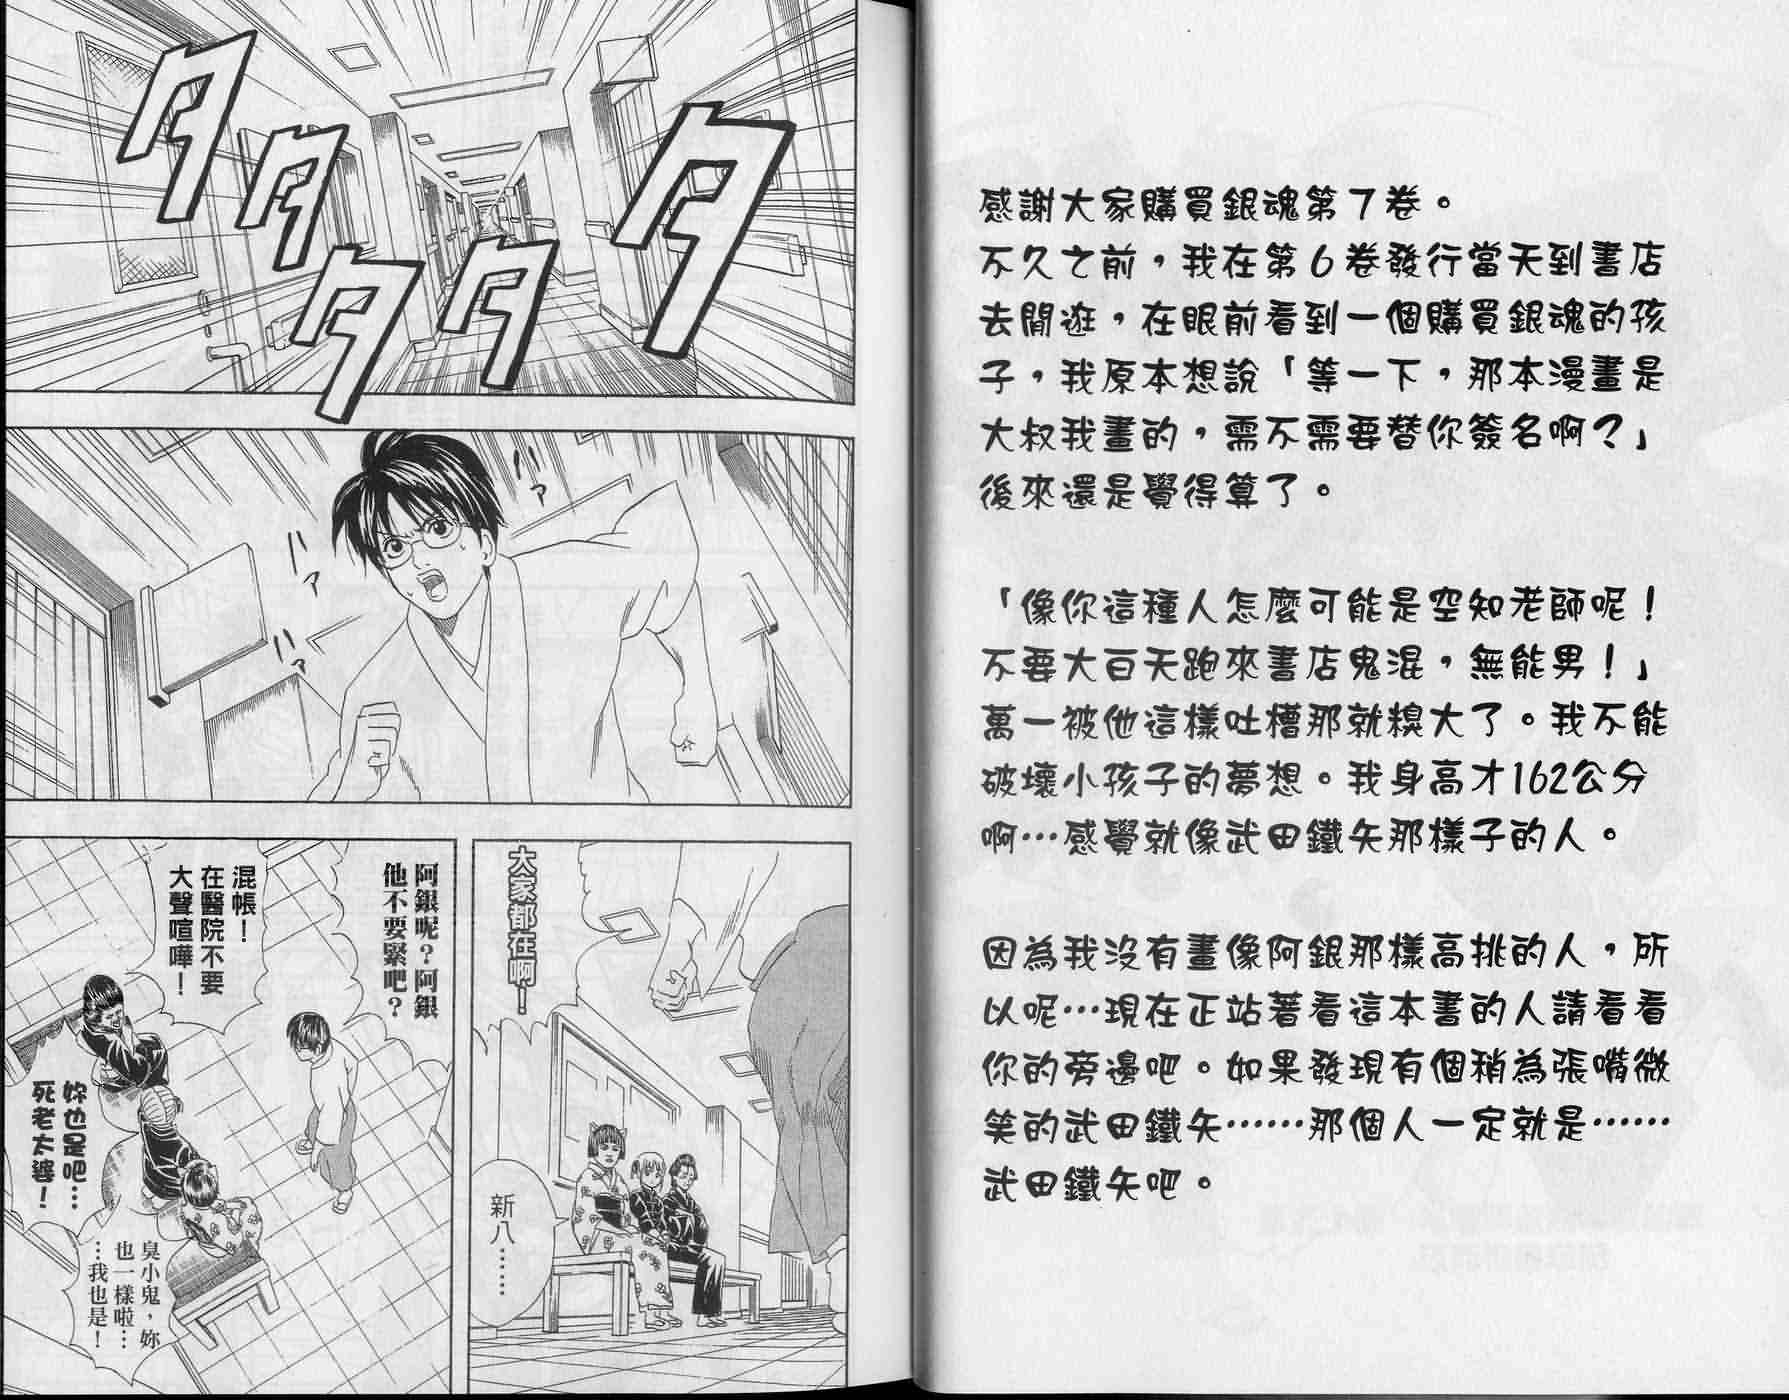 感謝大家購買銀魂第7卷。
不久之前，我在第6卷發行當天到書店
去閒逛，在眼前看到一個購買銀魂的孩
子，我原本想說「等一下，那本漫畫是
大叔我畫的，需不需要替你簽名啊？」
後來還是覺得算了。
「像你這種人怎麼可能是空知老師呢！
不要大白天跑來書店鬼混，無能男！」
萬一被他這樣吐槽那就糗大了。我不能
破壞小孩子的夢想。我身高才162公分
啊…感覺就像武田鐵矢那樣子的人。
因為我沒有畫像阿銀那樣高挑的人，所
以呢…現在正站著看這本書的人請看看
你的旁邊吧。如果發現有個稍為張嘴微
笑的武田鐵矢……那個人一定就是……
武田鐵矢吧。
タ
タ
タ
タ
タ
ハァ
ハァ
大家都在啊！
新八……
阿銀呢？阿銀
他不要緊吧？
混帳！
在醫院不要
大聲喧嘩！
妳也是吧…
死老太婆！
臭小鬼，妳
也一樣啦…
…我也是！